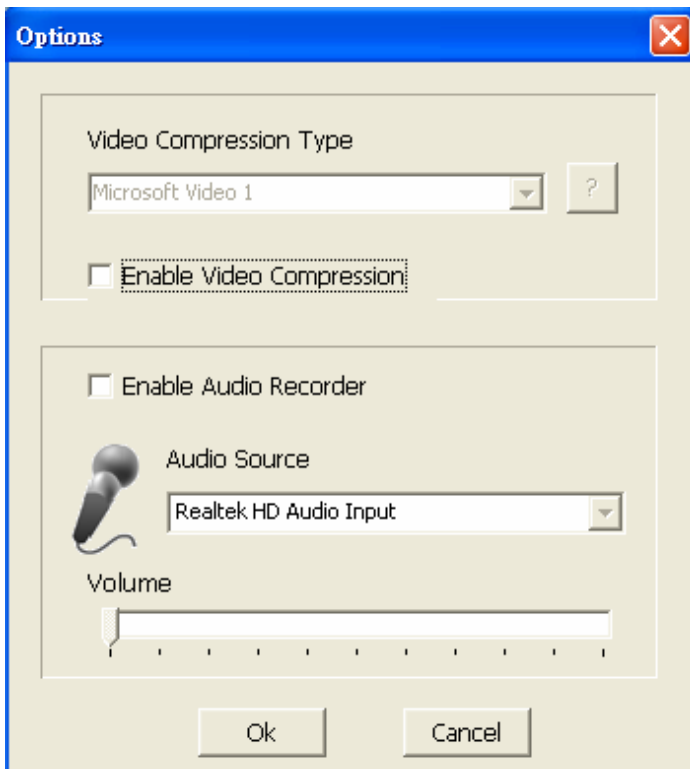 Options
Video Compression Type
Microsoft Video 1
?
Enable Video Compression
Enable Audio Recorder
Audio Source
Realtek HD Audio Input
Volume
Ok
Cancel